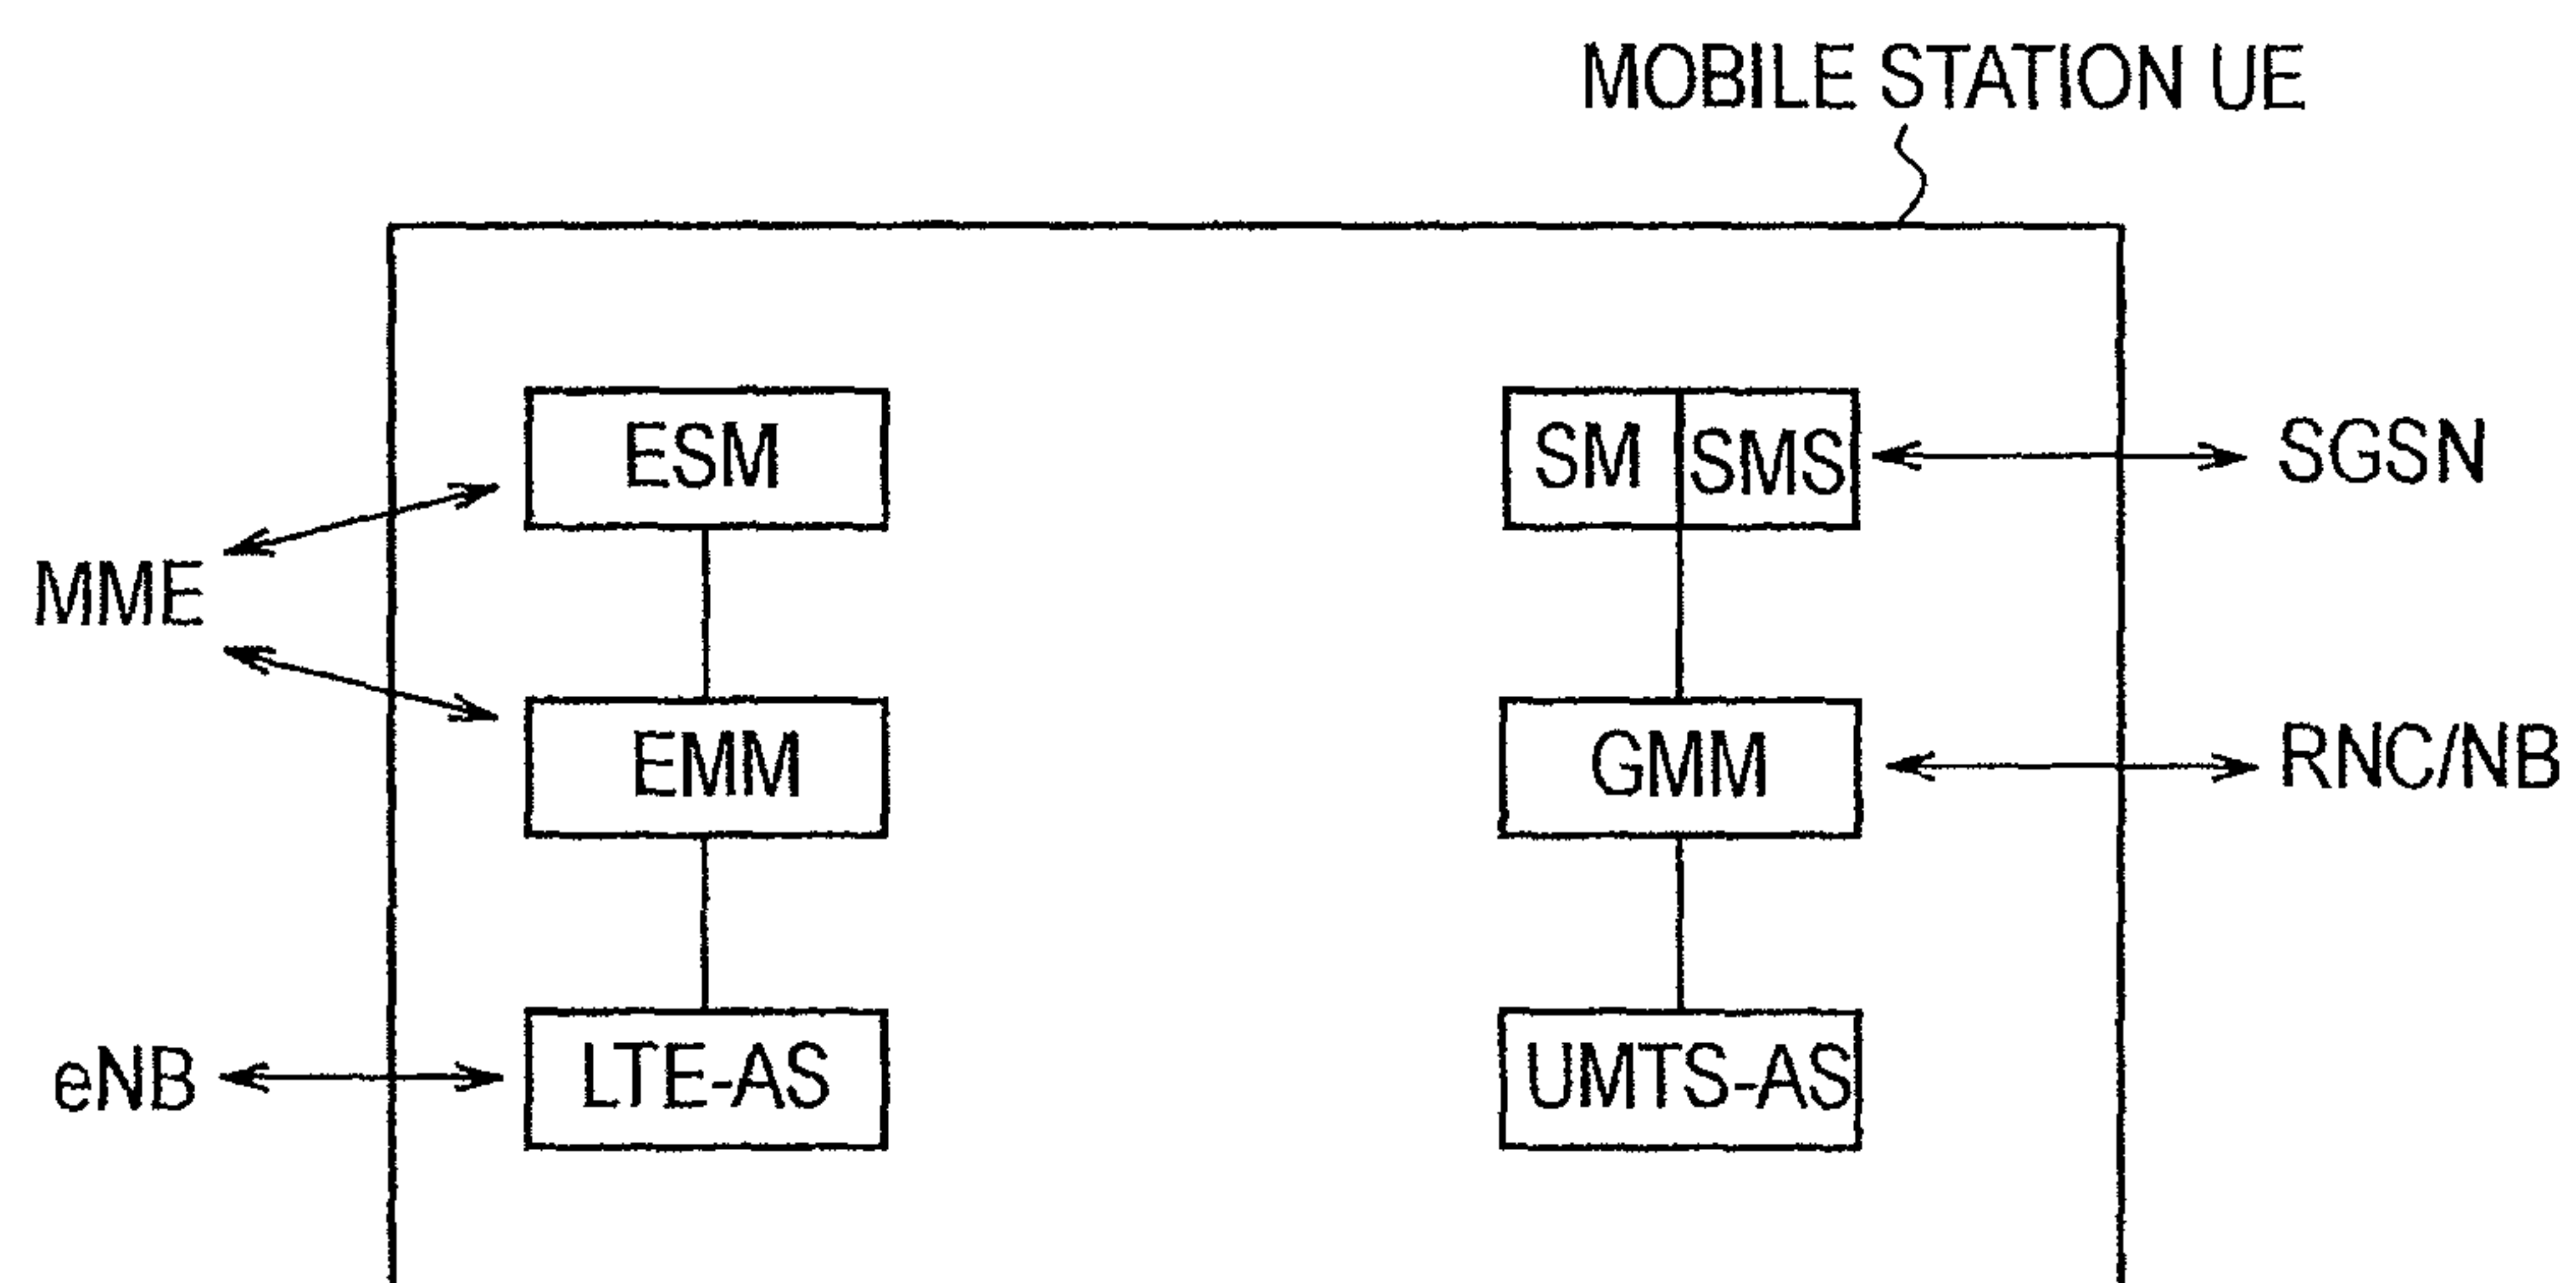 MOBILE STATION UE
ESM
SM
SMS
SGSN
MME
EMM
GMM
RNC/NB
eNB
LTE-AS
UMTS-AS